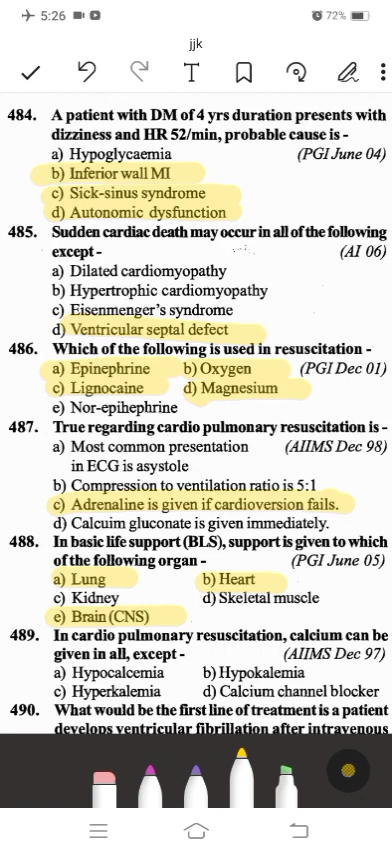 5:26
72%
jjk
T
484. A patient with DM of 4 yrs duration presents with
dizziness and HR 52/min, probable cause is -
a) Hypoglycaemia (PGI June 04)
b) Inferior wall MI
c) Sick-sinus syndrome
d) Autonomic dysfunction
485. Sudden cardiac death may occur in all of the following
except - (AI 06)
a) Dilated cardiomyopathy
b) Hypertrophic cardiomyopathy
c) Eisenmenger's syndrome
d) Ventricular septal defect
486. Which of the following is used in resuscitation -
a) Epinephrine b) Oxygen (PGI Dec 01)
c) Lignocaine d) Magnesium
e) Nor-epihephrine
487. True regarding cardio pulmonary resuscitation is -
a) Most common presentation (AIIMS Dec 98)
in ECG is asystole
b) Compression to ventilation ratio is 5:1
c) Adrenaline is given if cardioversion fails.
d) Calcuim gluconate is given immediately.
488. In basic life support (BLS), support is given to which
of the following organ - (PGI June 05)
a) Lung b) Heart
c) Kidney d) Skeletal muscle
e) Brain (CNS)
489. In cardio pulmonary resuscitation, calcium can be
given in all, except - (AIIMS Dec 97)
a) Hypocalcemia b) Hypokalemia
c) Hyperkalemia d) Calcium channel blocker
490. What would be the first line of treatment is a patient
develops ventricular fibrillation after intravenous